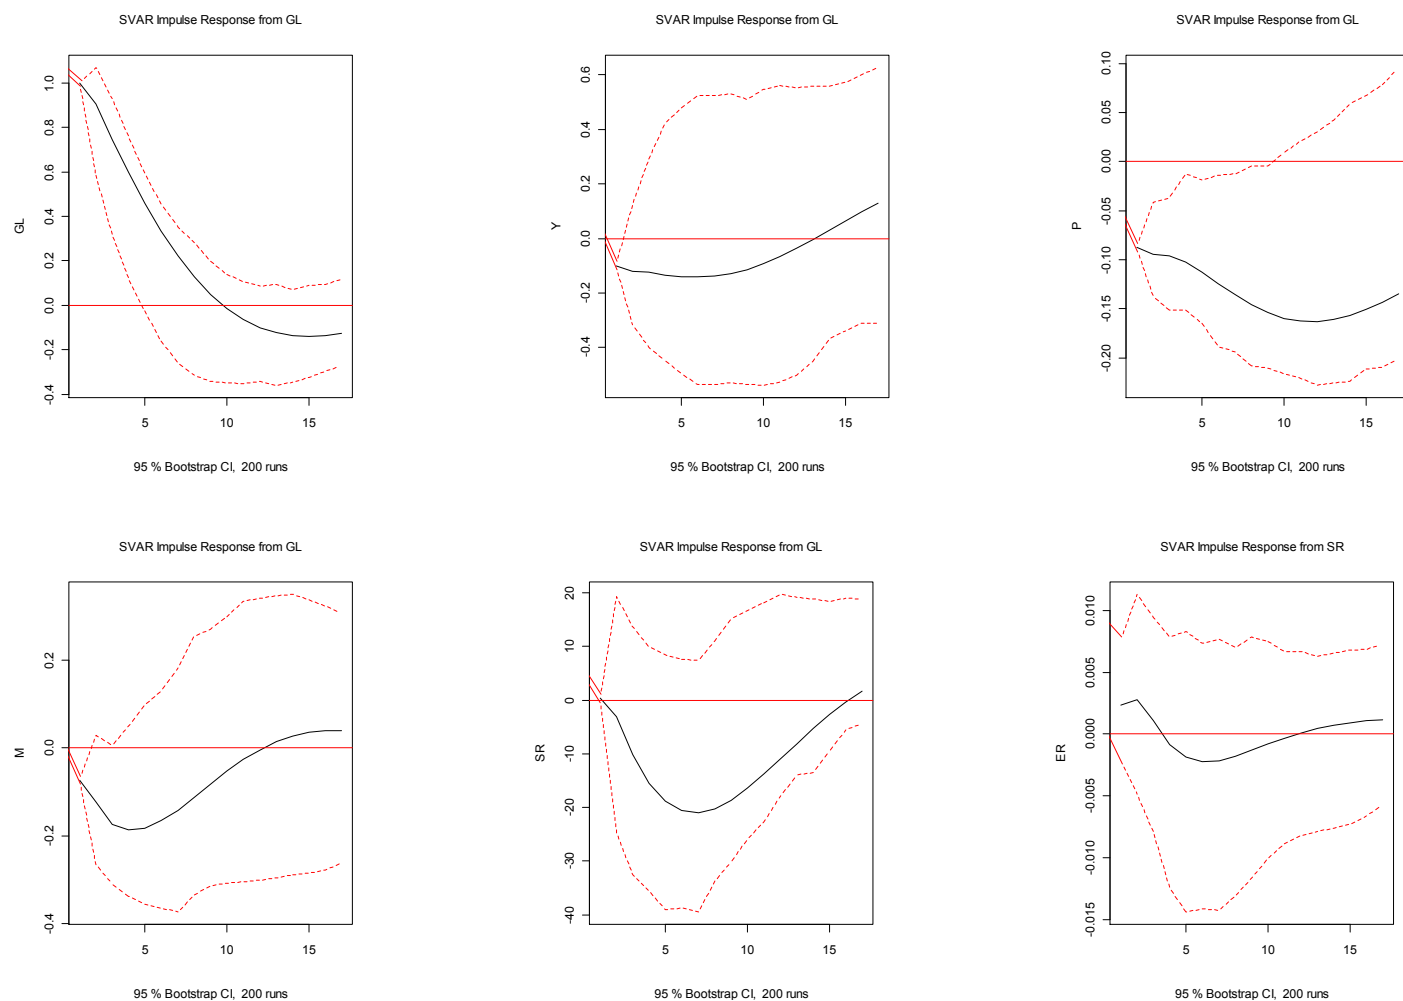 SVAR Impulse Response from GL
SVAR Impulse Response from GL
SVAR Impulse Response from GL
GL
1.0
0.8
0.6
0.4
0.2
0.0
-0.2
-0.4
5 10 15
95 % Bootstrap CI, 200 runs
Y
0.6
0.4
0.2
0.0
-0.2
-0.4
5 10 15
95 % Bootstrap CI, 200 runs
P
0.10
0.05
0.00
-0.05
-0.10
-0.15
-0.20
5 10 15
95 % Bootstrap CI, 200 runs
SVAR Impulse Response from GL
SVAR Impulse Response from GL
SVAR Impulse Response from SR
M
0.2
0.0
-0.2
-0.4
5 10 15
95 % Bootstrap CI, 200 runs
SR
20
10
0
-10
-20
-30
-40
5 10 15
95 % Bootstrap CI, 200 runs
ER
0.010
0.005
0.000
-0.005
-0.010
-0.015
5 10 15
95 % Bootstrap CI, 200 runs